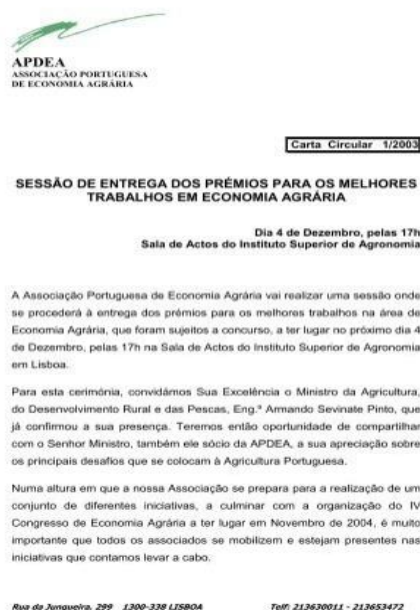 APDEA
ASSOCIAÇÃO PORTUGUESA
DE ECONOMIA AGRÁRIA
Carta Circular 1/2003
SESSÃO DE ENTREGA DOS PRÉMIOS PARA OS MELHORES
TRABALHOS EM ECONOMIA AGRÁRIA
Dia 4 de Dezembro, pelas 17h
Sala de Actos do Instituto Superior de Agronomia
A Associação Portuguesa de Economia Agrária vai realizar uma sessão onde
se procederá à entrega dos prémios para os melhores trabalhos na área de
Economia Agrária, que foram sujeitos a concurso, a ter lugar no próximo dia 4
de Dezembro, pelas 17h na Sala de Actos do Instituto Superior de Agronomia
em Lisboa.
Para esta cerimónia, convidámos Sua Excelência o Ministro da Agricultura,
do Desenvolvimento Rural e das Pescas, Eng.º Armando Sevinate Pinto, que
já confirmou a sua presença. Teremos então oportunidade de compartilhar
com o Senhor Ministro, também ele sócio da APDEA, a sua apreciação sobre
os principais desafios que se colocam à Agricultura Portuguesa.
Numa altura em que a nossa Associação se prepara para a realização de um
conjunto de diferentes iniciativas, a culminar com a organização do IV
Congresso de Economia Agrária a ter lugar em Novembro de 2004, é muito
importante que todos os associados se mobilizem e estejam presentes nas
iniciativas que contamos levar a cabo.
Rua da Junqueira, 299 1300-338 LISBOA Telf: 213630011 - 213653472